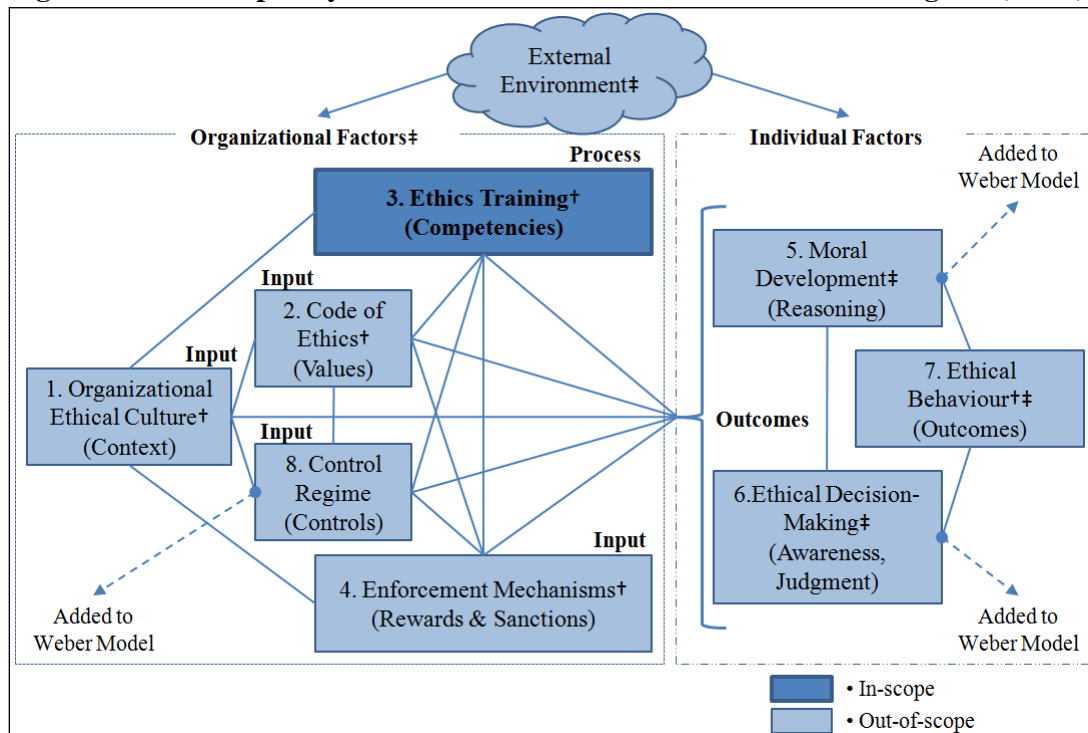 External
Environment‡
Organizational Factors‡
Individual Factors
Process
3. Ethics Training†
(Competencies)
Added to
Weber Model
Input
2. Code of
Ethics†
(Values)
5. Moral
Development‡
(Reasoning)
Input
1. Organizational
Ethical Culture†
(Context)
7. Ethical
Behaviour†‡
(Outcomes)
Outcomes
Input
8. Control
Regime
(Controls)
6.Ethical Decision-
Making‡
(Awareness,
Judgment)
Input
4. Enforcement Mechanisms†
(Rewards & Sanctions)
Added to
Weber Model
Added to
Weber Model
• In-scope
• Out-of-scope